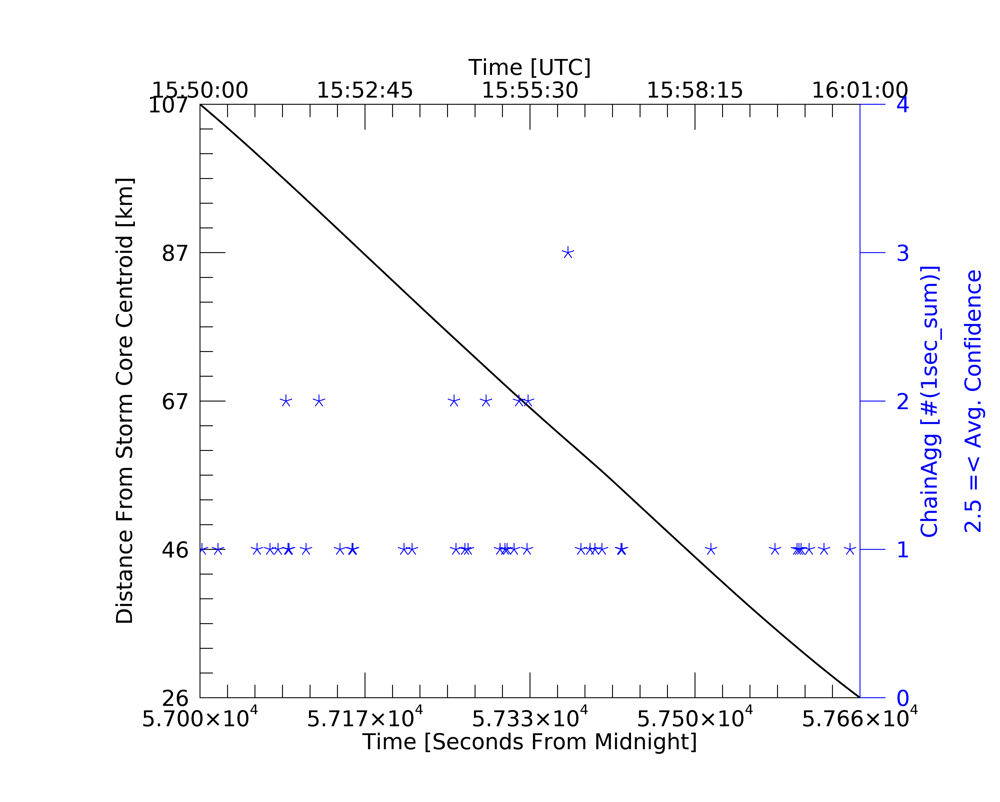 Time [UTC]
15:50:00 15:52:45 15:55:30 15:58:15 16:01:00
107
87
67
46
26
Distance From Storm Core Centroid [km]
4
3
2
1
0
ChainAgg [#(1sec_sum)]
2.5 =< Avg. Confidence
5.700×10⁴ 5.717×10⁴ 5.733×10⁴ 5.750×10⁴ 5.766×10⁴
Time [Seconds From Midnight]